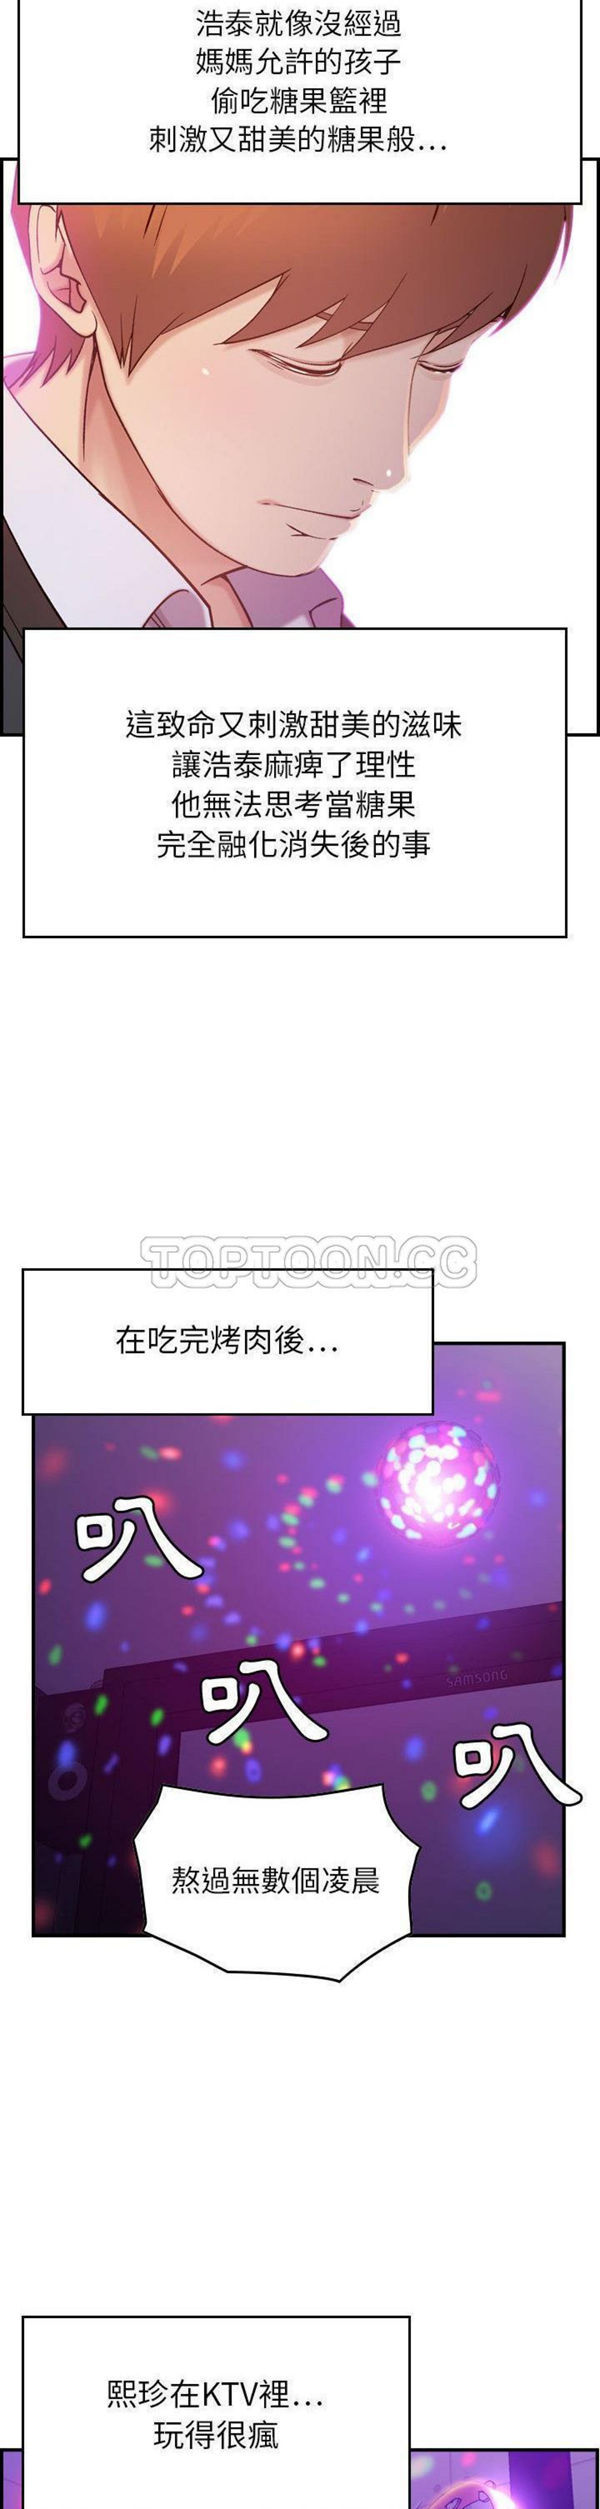 浩泰就像沒經過
媽媽允許的孩子
偷吃糖果籃裡
刺激又甜美的糖果般...
這致命又刺激甜美的滋味
讓浩泰麻痺了理性
他無法思考當糖果
完全融化消失後的事
TOPTOON.CC
在吃完烤肉後...
叭
SAMSONG
叭
叭
熬過無數個凌晨
熙珍在KTV裡...
玩得很瘋